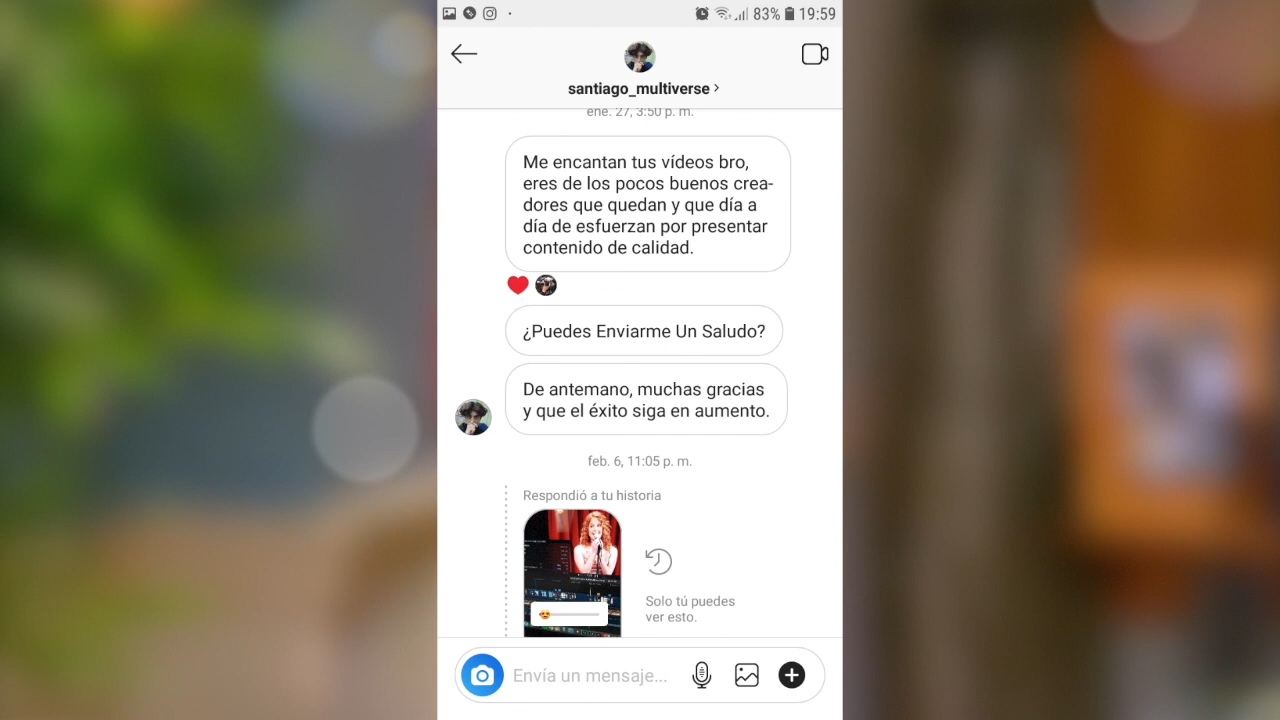 83% 19:59
santiago_multiverse
ene. 27, 3:50 p. m.
Me encantan tus vídeos bro,
eres de los pocos buenos crea-
dores que quedan y que día a
día de esfuerzan por presentar
contenido de calidad.
¿Puedes Enviarme Un Saludo?
De antemano, muchas gracias
y que el éxito siga en aumento.
feb. 6, 11:05 p. m.
Respondió a tu historia
Solo tú puedes
ver esto.
Envía un mensaje...